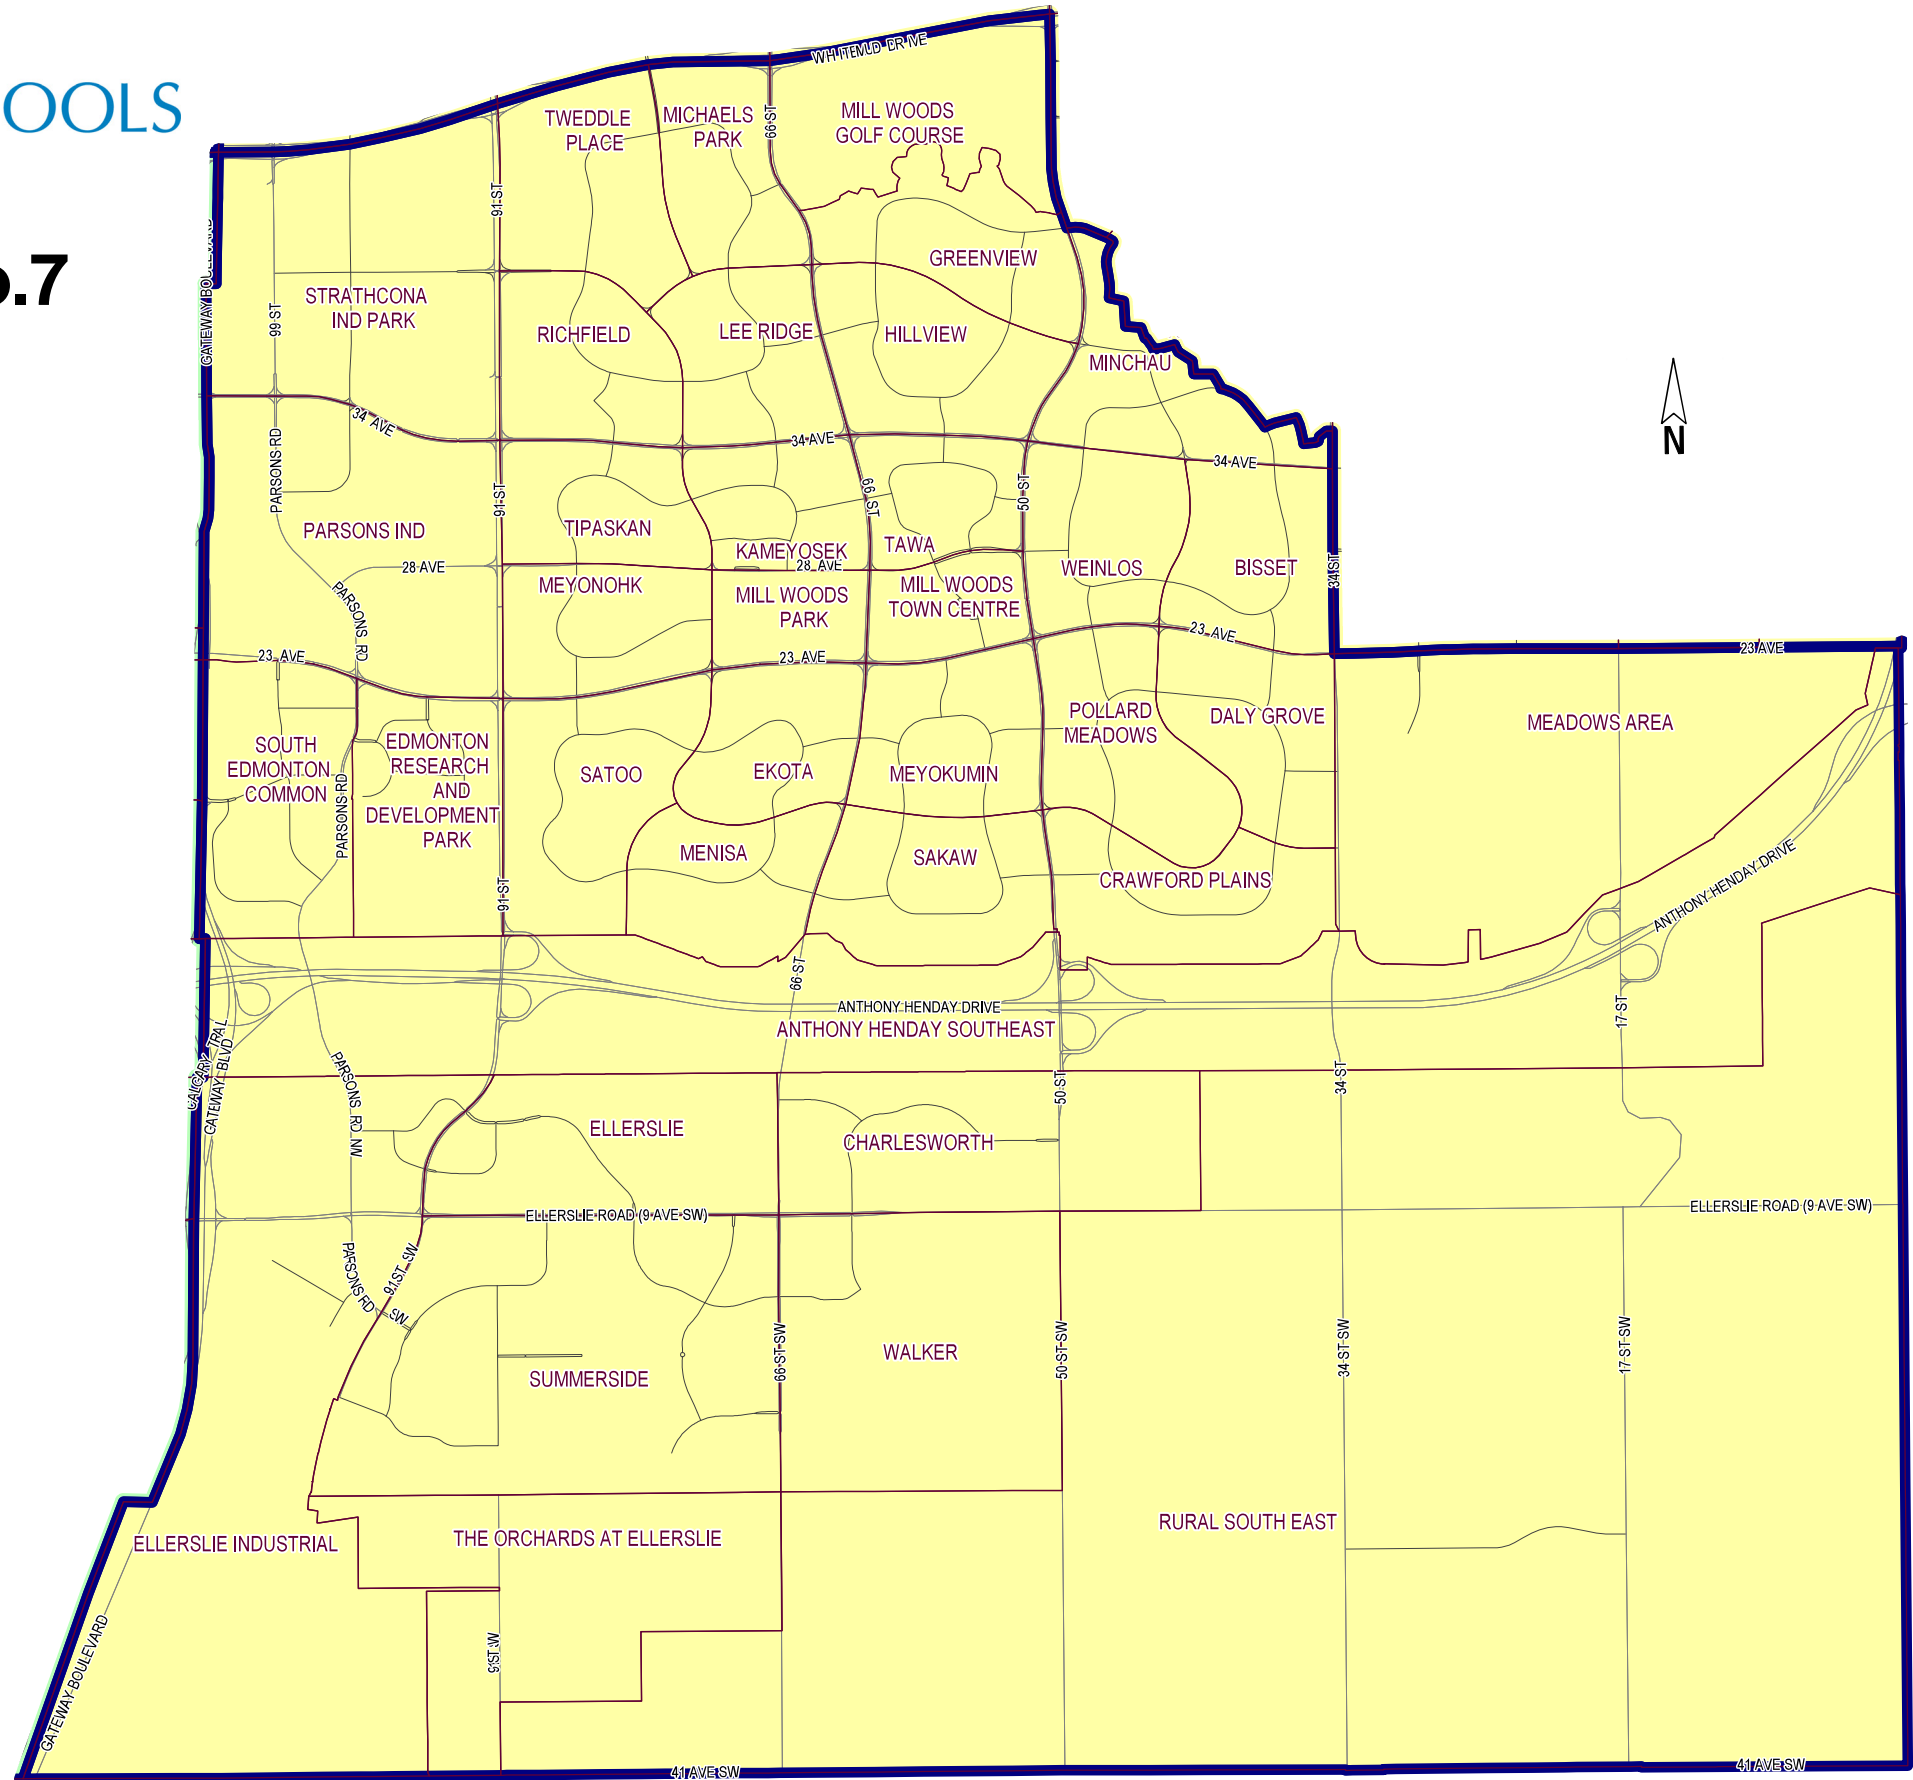 OOLS
o.7
WHITEMUD DRIVE
TWEDDLE
PLACE
MICHAELS
PARK
66 ST
MILL WOODS
GOLF COURSE
91 ST
GATEWAY BOULEVARD
99 ST
STRATHCONA
IND PARK
RICHFIELD
LEE RIDGE
HILLVIEW
GREENVIEW
MINCHAU
N
34 AVE
34 AVE
34 AVE
PARSONS RD
91 ST
66 ST
50 ST
PARSONS IND
TIPASKAN
KAMEYOSEK
TAWA
28 AVE
28 AVE
MEYONOHK
MILL WOODS
PARK
MILL WOODS
TOWN CENTRE
WEINLOS
BISSET
34 ST
PARSONS RD
23 AVE
23 AVE
23 AVE
23 AVE
SOUTH
EDMONTON
COMMON
PARSONS RD
EDMONTON
RESEARCH
AND
DEVELOPMENT
PARK
SATOO
EKOTA
MEYOKUMIN
POLLARD
MEADOWS
DALY GROVE
MEADOWS AREA
91 ST
MENISA
SAKAW
CRAWFORD PLAINS
ANTHONY HENDAY DRIVE
66 ST
ANTHONY HENDAY DRIVE
ANTHONY HENDAY SOUTHEAST
17 ST
CALGARY TRAIL
GATEWAY BLVD
PARSONS RD NW
50 ST
34 ST
ELLERSLIE
CHARLESWORTH
ELLERSLIE ROAD (9 AVE SW)
ELLERSLIE ROAD (9 AVE SW)
PARSONS RD SW
91 ST SW
66 ST SW
50 ST SW
34 ST SW
17 ST SW
SUMMERSIDE
WALKER
ELLERSLIE INDUSTRIAL
THE ORCHARDS AT ELLERSLIE
RURAL SOUTH EAST
GATEWAY BOULEVARD
91 ST SW
41 AVE SW
41 AVE SW